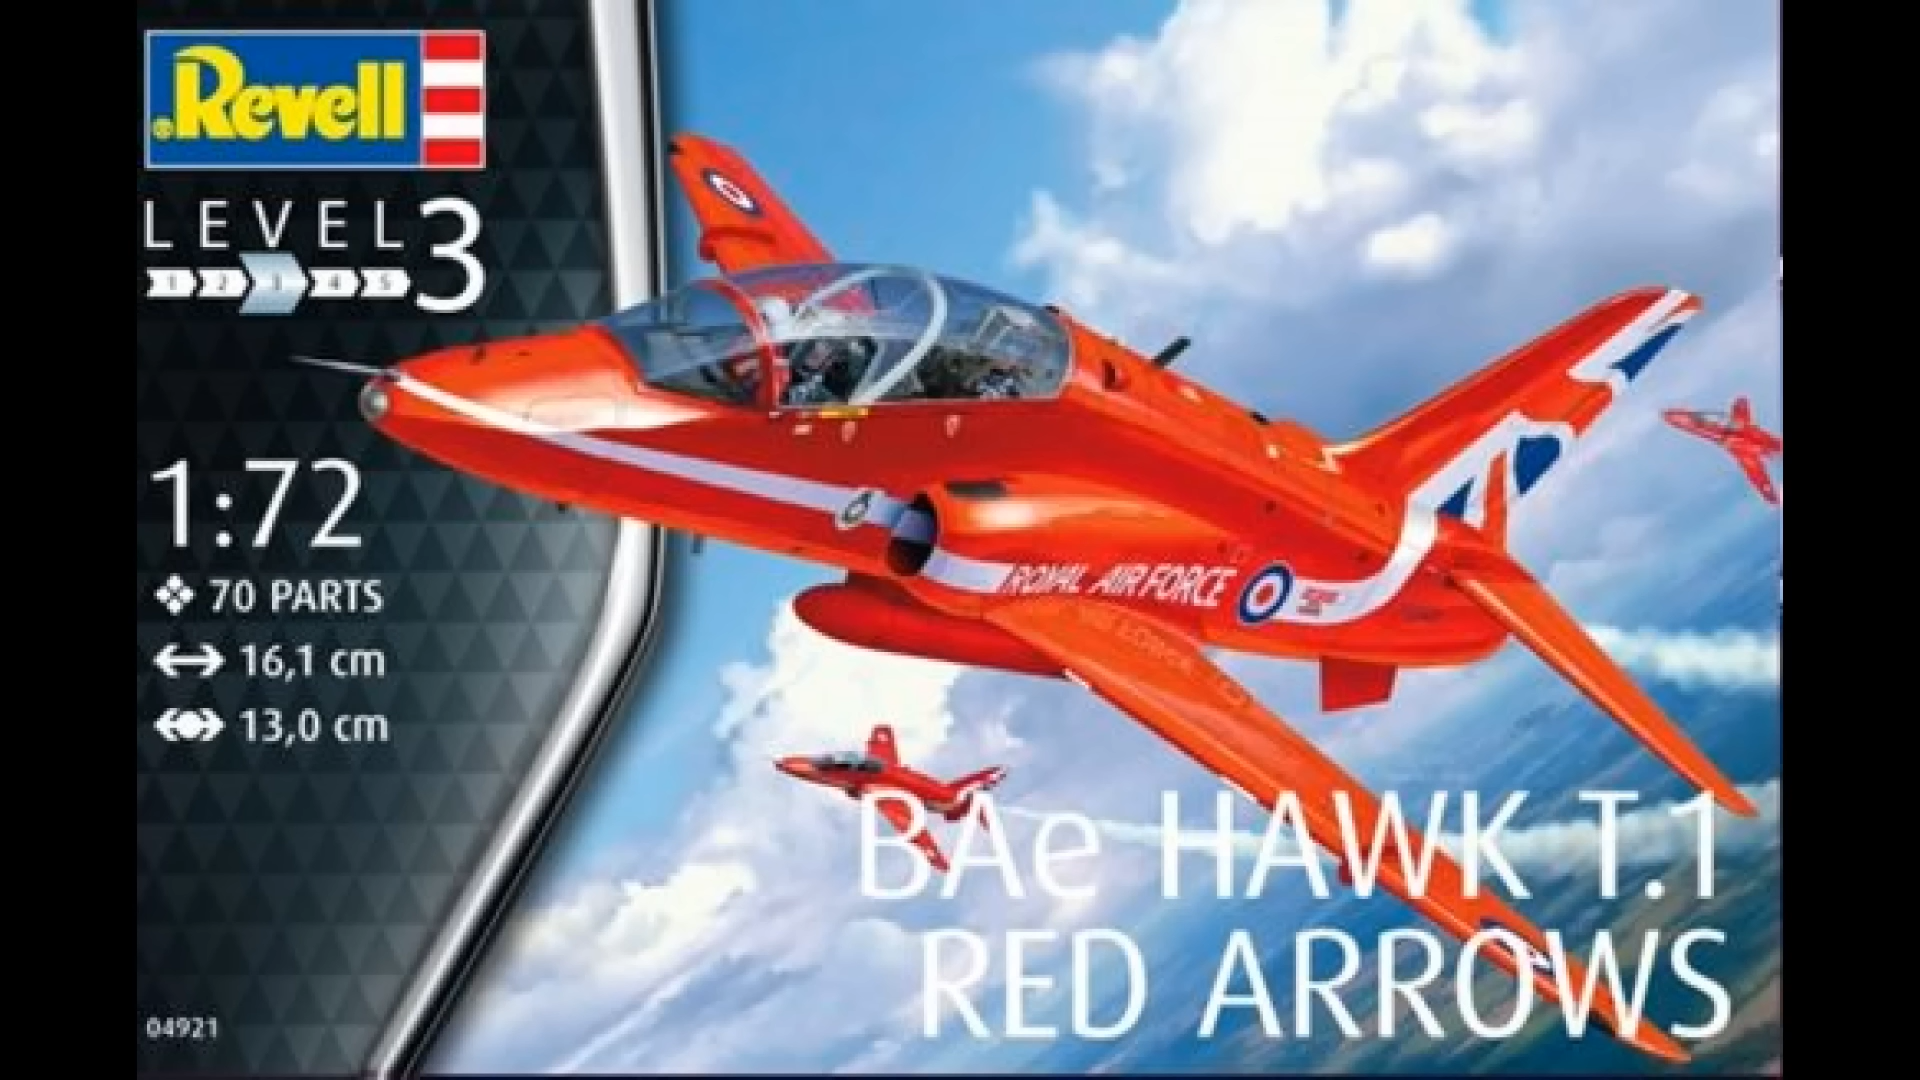 Revell
LEVEL 3
1 2 3 4 5
1:72
70 PARTS
16,1 cm
13,0 cm
ROYAL AIR FORCE
BAe HAWK T.1
RED ARROWS
04921